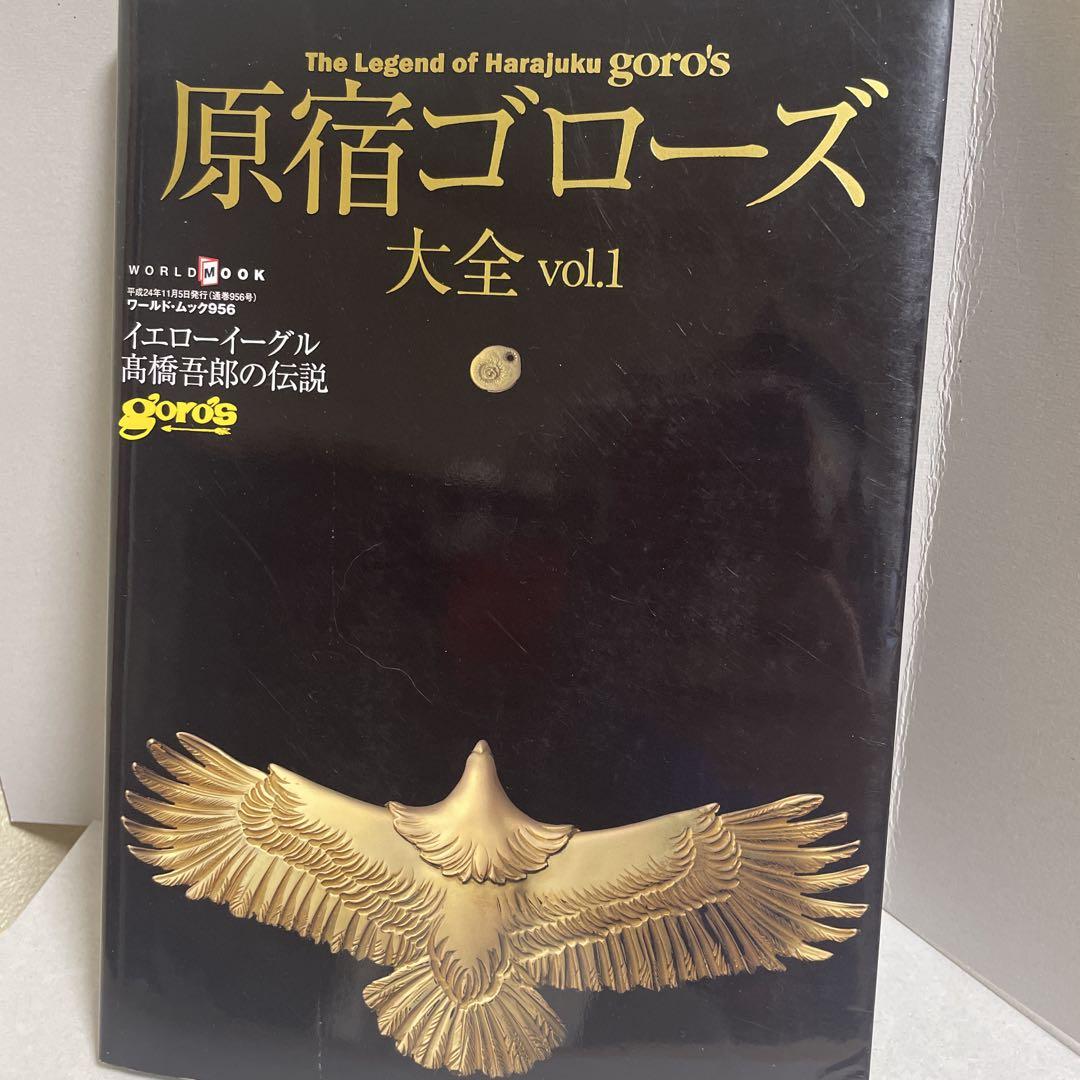 The Legend of Harajuku goro's
原宿ゴローズ
大全 vol.1
WORLD MOOK
平成24年11月5日発行(通巻956号)
ワールド・ムック956
イエローイーグル
髙橋吾郎の伝説
goro's